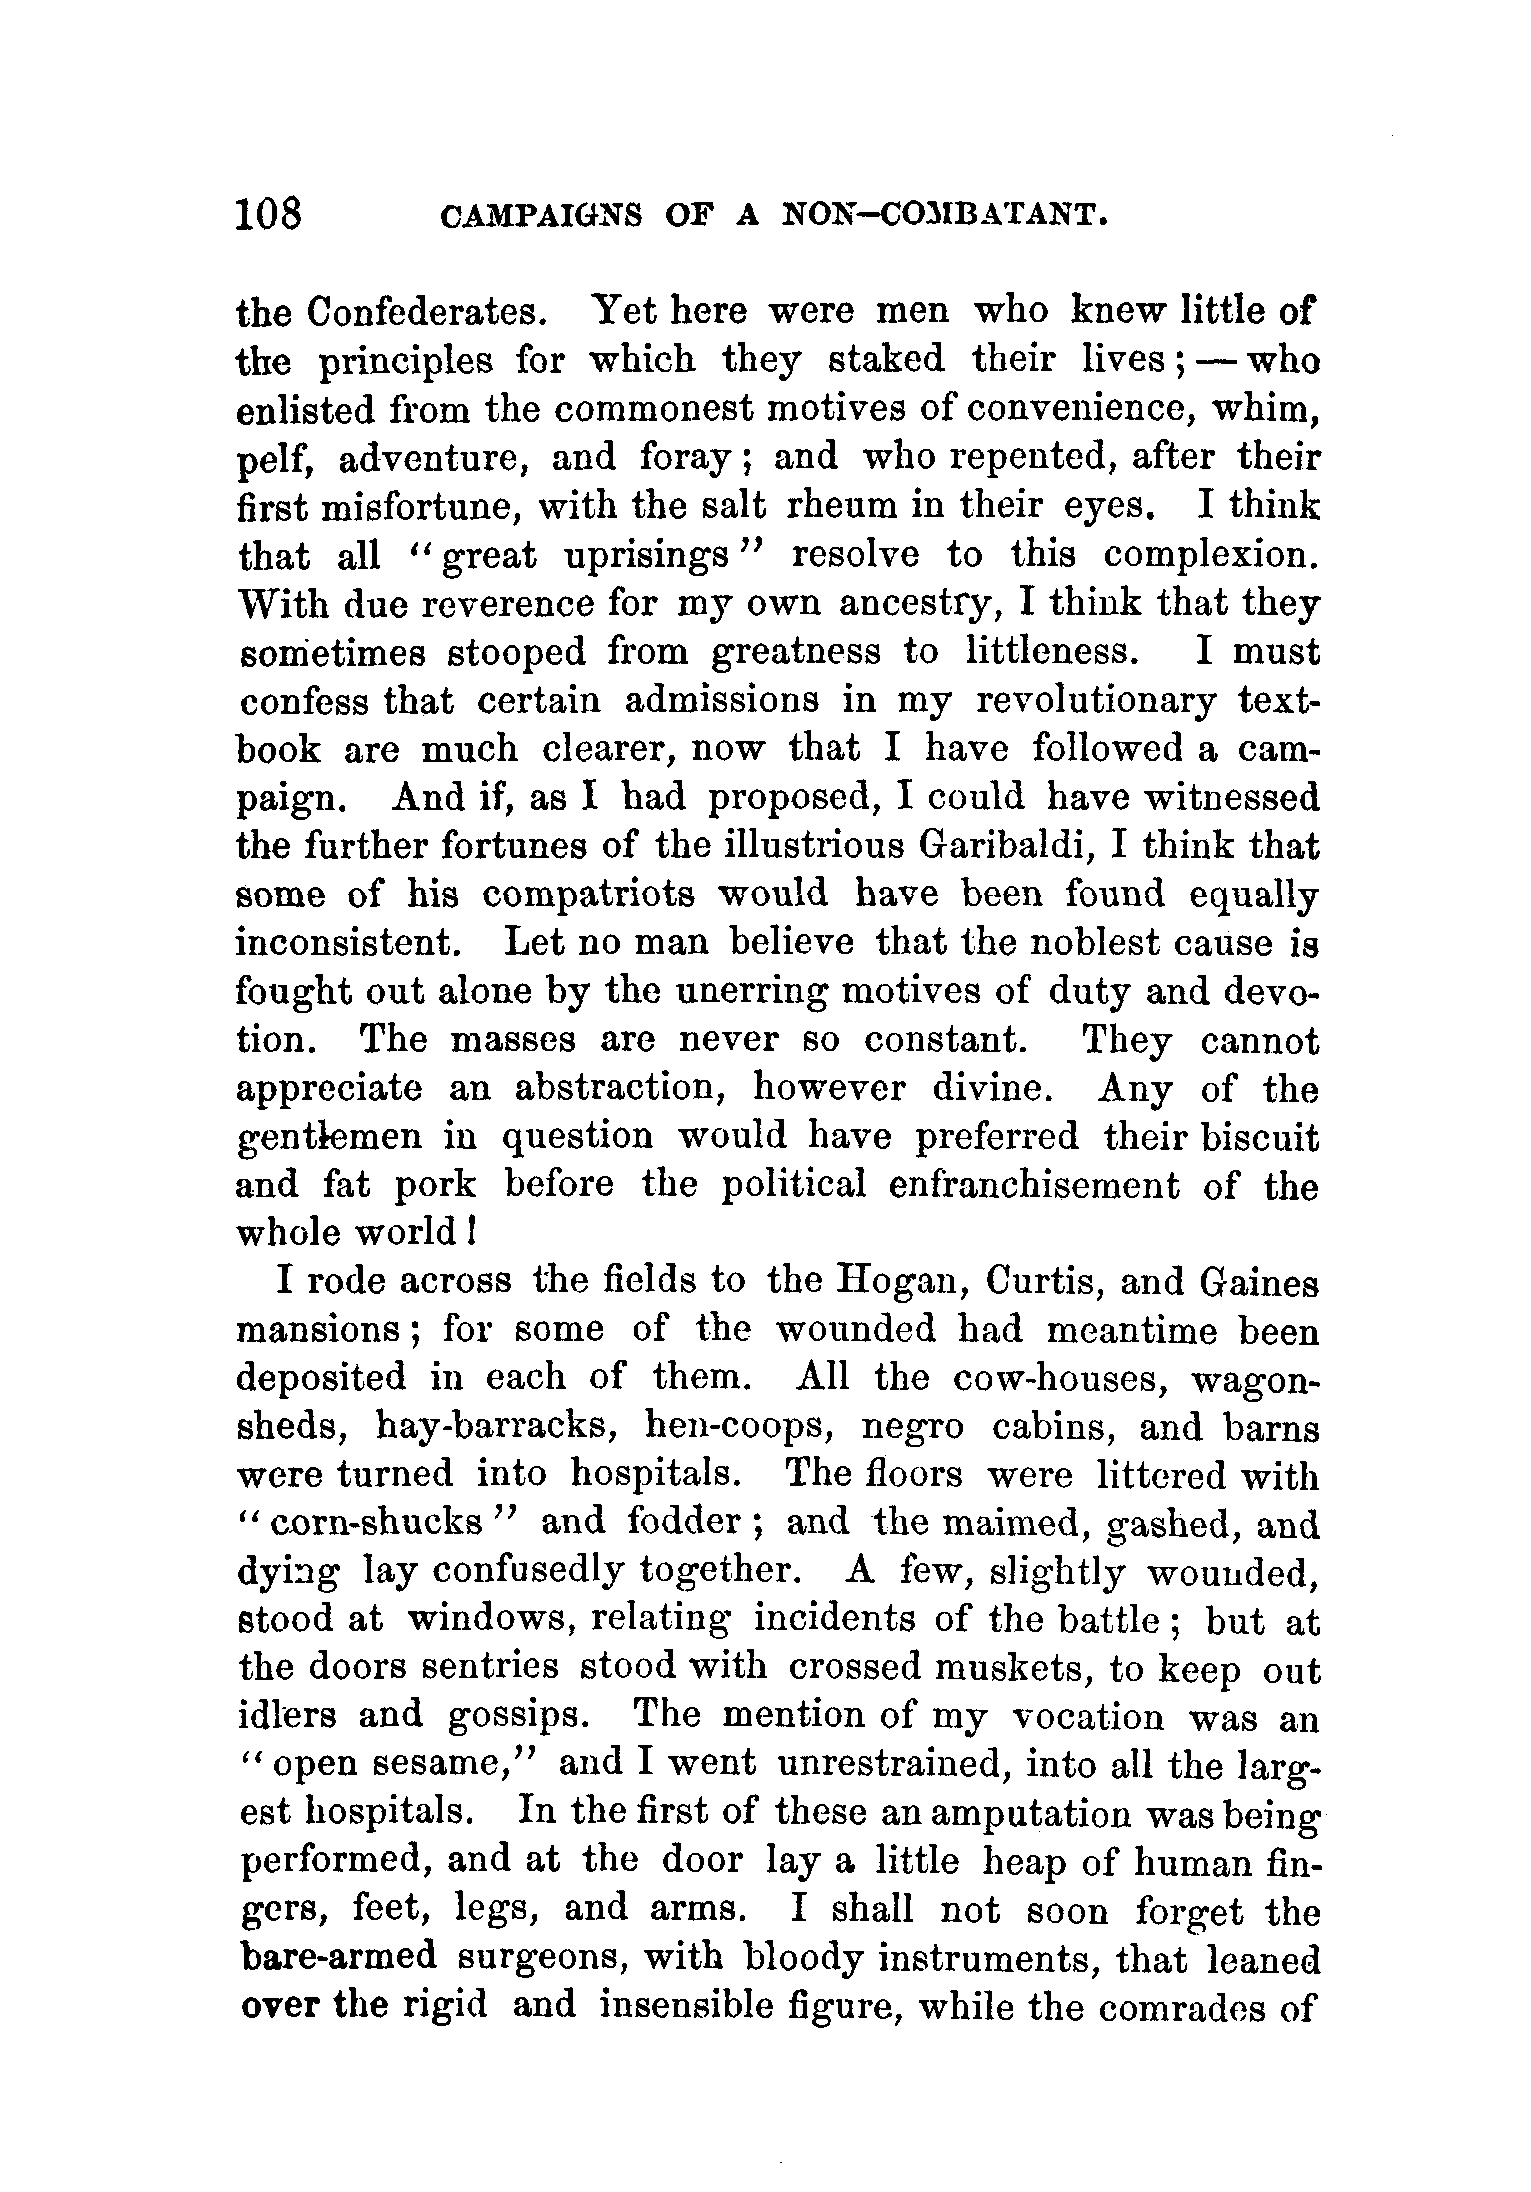 108 CAMPAIGNS OF A NON-COMBATANT.
the Confederates. Yet here were men who knew little of
the principles for which they staked their lives ; — who
enlisted from the commonest motives of convenience, whim,
pelf, adventure, and foray ; and who repented, after their
first misfortune, with the salt rheum in their eyes. I think
that all " great uprisings " resolve to this complexion.
With due reverence for my own ancestry, I think that they
sometimes stooped from greatness to littleness. I must
confess that certain admissions in my revolutionary text-
book are much clearer, now that I have followed a cam-
paign. And if, as I had proposed, I could have witnessed
the further fortunes of the illustrious Garibaldi, I think that
some of his compatriots would have been found equally
inconsistent. Let no man believe that the noblest cause is
fought out alone by the unerring motives of duty and devo-
tion. The masses are never so constant. They cannot
appreciate an abstraction, however divine. Any of the
gentlemen in question would have preferred their biscuit
and fat pork before the political enfranchisement of the
whole world !
I rode across the fields to the Hogan, Curtis, and Gaines
mansions ; for some of the wounded had meantime been
deposited in each of them. All the cow-houses, wagon-
sheds, hay-barracks, hen-coops, negro cabins, and barns
were turned into hospitals. The floors were littered with
" corn-shucks " and fodder ; and the maimed, gashed, and
dying lay confusedly together. A few, slightly wounded,
stood at windows, relating incidents of the battle ; but at
the doors sentries stood with crossed muskets, to keep out
idlers and gossips. The mention of my vocation was an
" open sesame," and I went unrestrained, into all the larg-
est hospitals. In the first of these an amputation was being
performed, and at the door lay a little heap of human fin-
gers, feet, legs, and arms. I shall not soon forget the
bare-armed surgeons, with bloody instruments, that leaned
over the rigid and insensible figure, while the comrades of